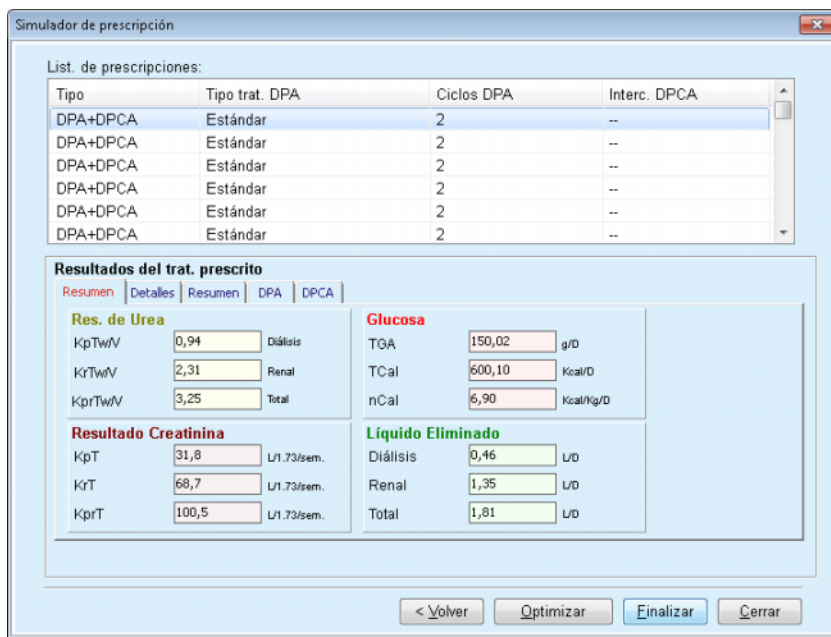 Simulador de prescripción
List. de prescripciones:
Tipo Tipo trat. DPA Ciclos DPA Interc. DPCA
DPA+DPCA Estándar 2 --
DPA+DPCA Estándar 2 --
DPA+DPCA Estándar 2 --
DPA+DPCA Estándar 2 --
DPA+DPCA Estándar 2 --
DPA+DPCA Estándar 2 --
Resultados del trat. prescrito
Resumen Detalles Resumen DPA DPCA
Res. de Urea Glucosa
KpTw/V 0,94 Diálisis TGA 150,02 g/D
KrTw/V 2,31 Renal TCal 600,10 Kcal/D
KprTw/V 3,25 Total nCal 6,90 Kcal/Kg/D
Resultado Creatinina Líquido Eliminado
KpT 31,8 L/1.73/sem. Diálisis 0,46 L/D
KrT 68,7 L/1.73/sem. Renal 1,35 L/D
KprT 100,5 L/1.73/sem. Total 1,81 L/D
< Volver Optimizar Finalizar Cerrar